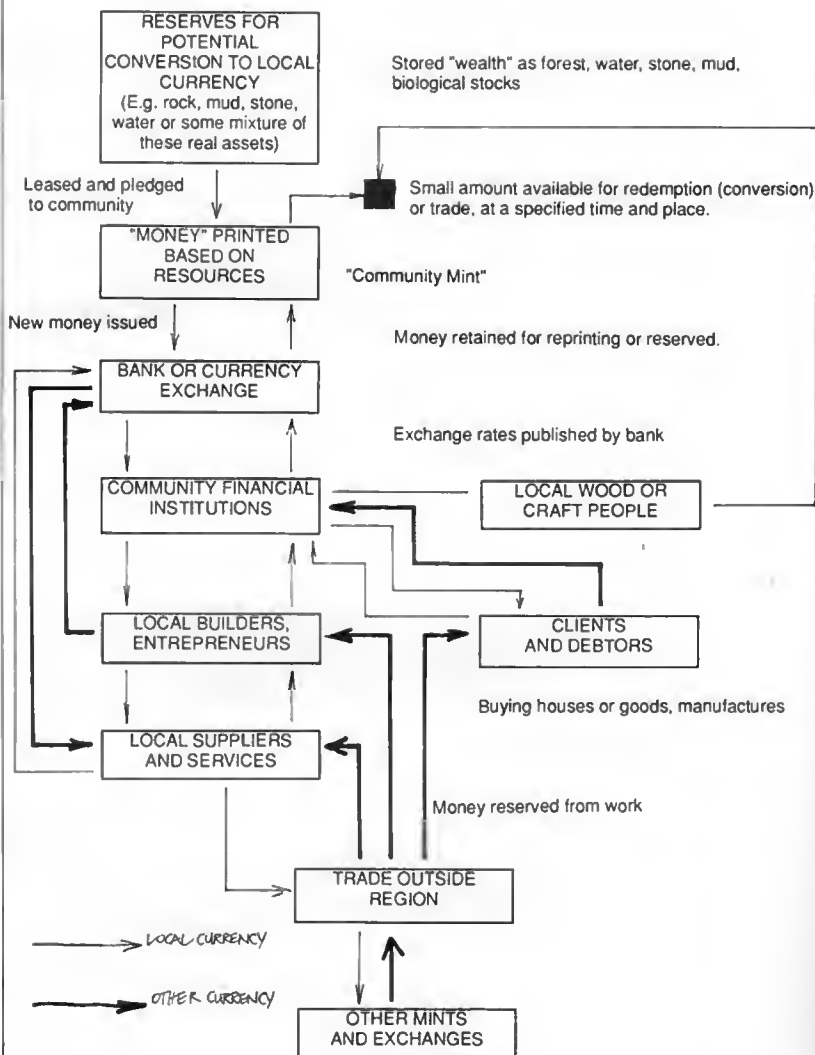 RESERVES FOR
POTENTIAL
CONVERSION TO LOCAL
CURRENCY
(E.g. rock, mud, stone,
water or some mixture of
these real assets)
Stored "wealth" as forest, water, stone, mud,
biological stocks
Leased and pledged
to community
Small amount available for redemption (conversion)
or trade, at a specified time and place.
"MONEY" PRINTED
BASED ON
RESOURCES
"Community Mint"
New money issued
Money retained for reprinting or reserved.
BANK OR CURRENCY
EXCHANGE
Exchange rates published by bank
COMMUNITY FINANCIAL
INSTITUTIONS
LOCAL WOOD OR
CRAFT PEOPLE
LOCAL BUILDERS,
ENTREPRENEURS
CLIENTS
AND DEBTORS
Buying houses or goods, manufactures
LOCAL SUPPLIERS
AND SERVICES
Money reserved from work
TRADE OUTSIDE
REGION
LOCAL CURRENCY
OTHER CURRENCY
OTHER MINTS
AND EXCHANGES